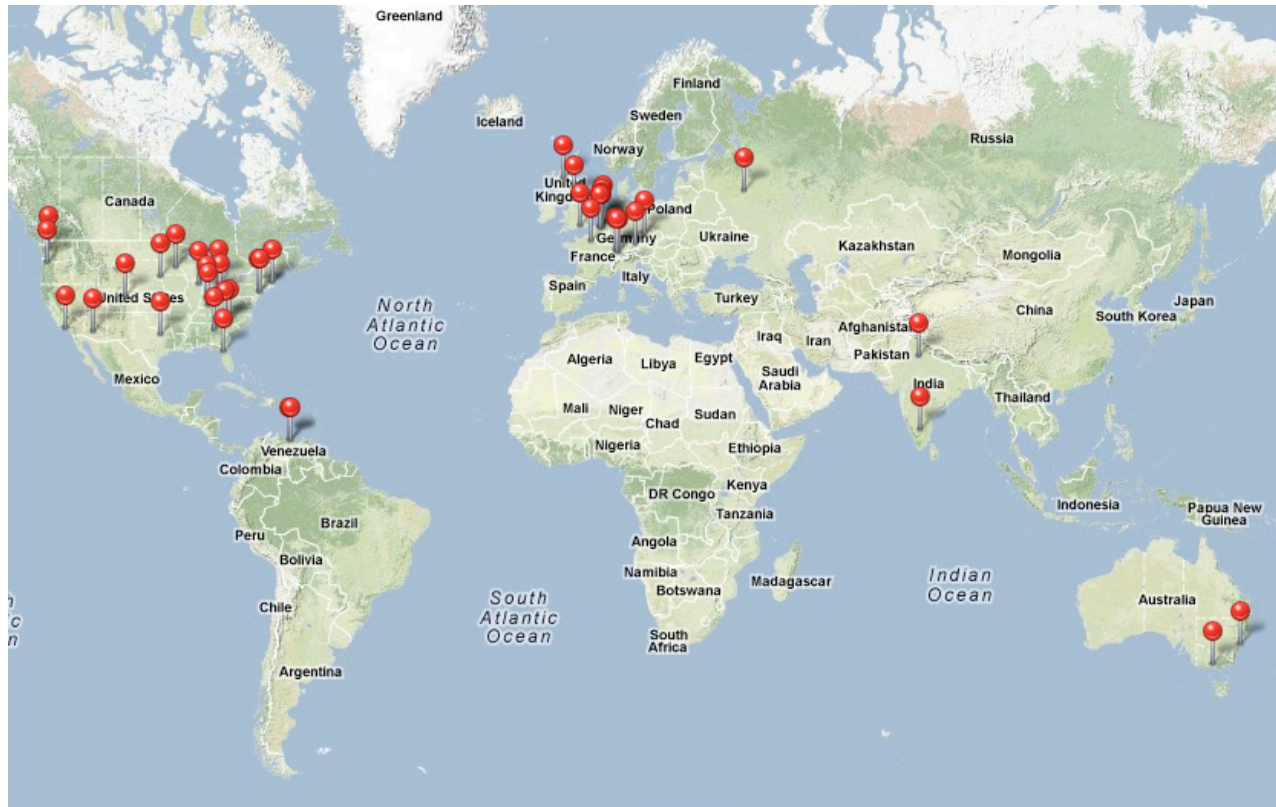 Greenland
Finland
Iceland
Sweden
Russia
Norway
United
Kingdom
Canada
Poland
Germany
Ukraine
Kazakhstan
France
Mongolia
Italy
Spain
United States
North
Atlantic
Ocean
Turkey
Japan
China
South Korea
Afghanistan
Iraq
Iran
Pakistan
Algeria
Libya
Egypt
Saudi
Arabia
Mexico
India
Thailand
Mali
Niger
Chad
Sudan
Nigeria
Ethiopia
Venezuela
Colombia
Kenya
DR Congo
Indonesia
Papua New
Guinea
Tanzania
Brazil
Peru
Angola
Bolivia
Namibia
Botswana
Madagascar
Indian
Ocean
Chile
South
Atlantic
Ocean
Australia
South
Africa
Argentina